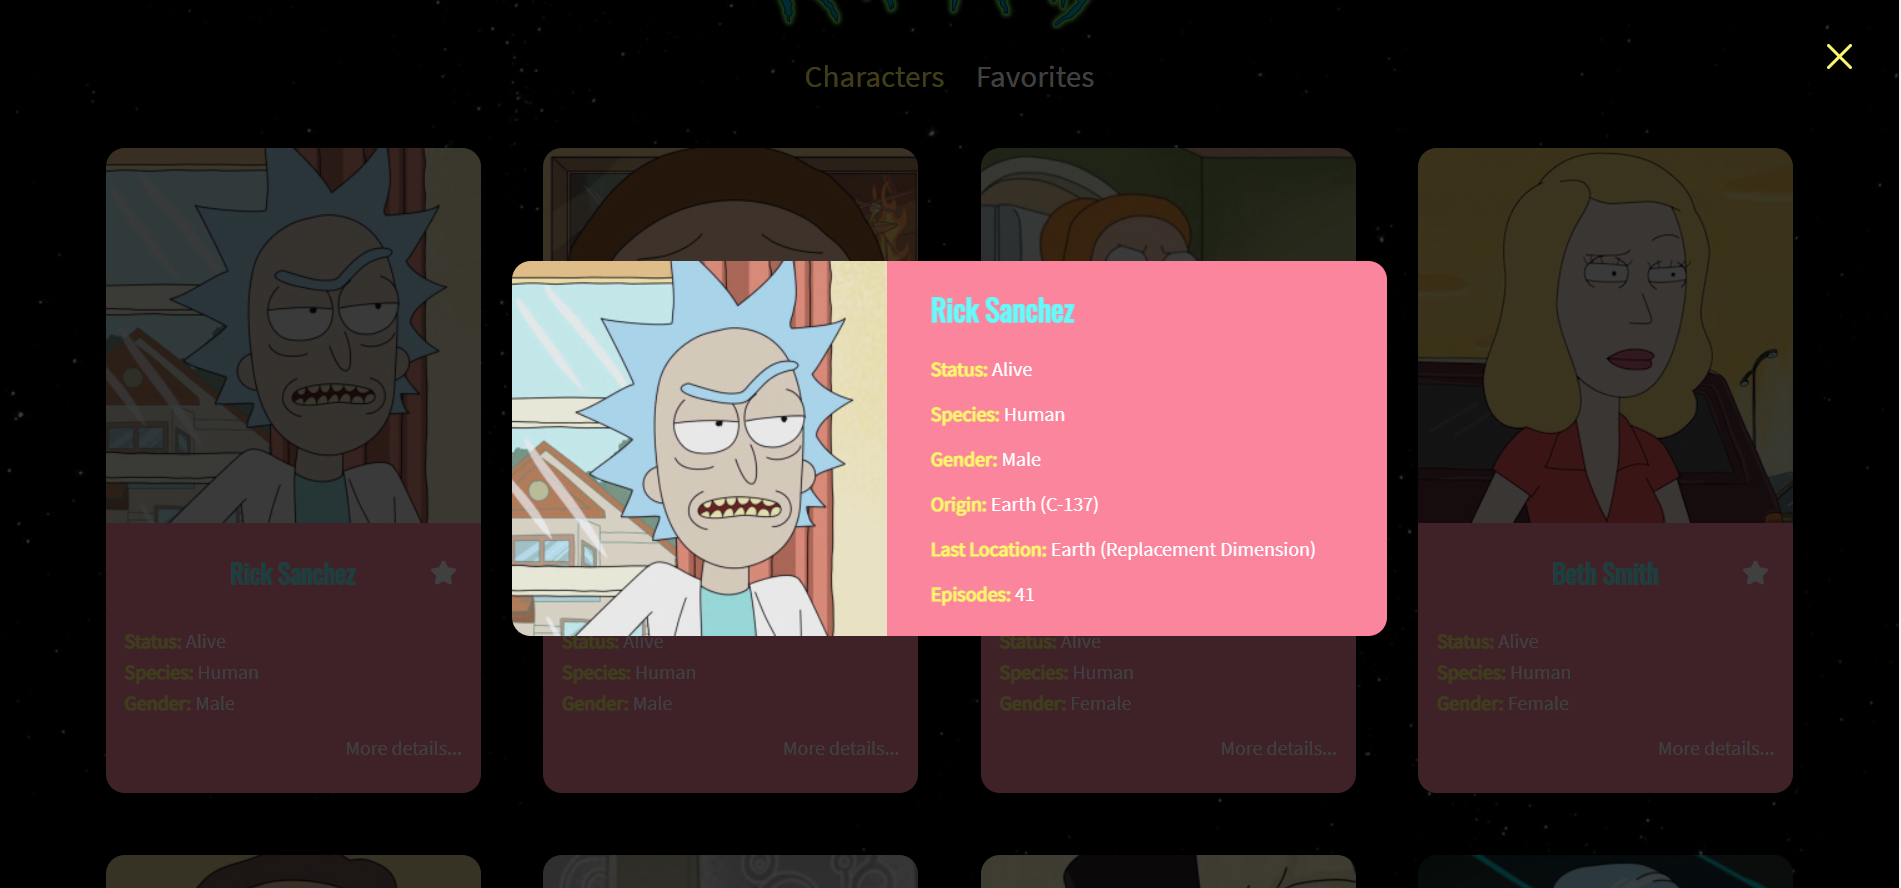 Characters Favorites
Rick Sanchez
Status: Alive
Species: Human
Gender: Male
Origin: Earth (C-137)
Last Location: Earth (Replacement Dimension)
Episodes: 41
Rick Sanchez
Status: Alive
Species: Human
Gender: Male
More details...
Status: Alive
Species: Human
Gender: Male
More details...
Status: Alive
Species: Human
Gender: Female
More details...
Beth Smith
Status: Alive
Species: Human
Gender: Female
More details...